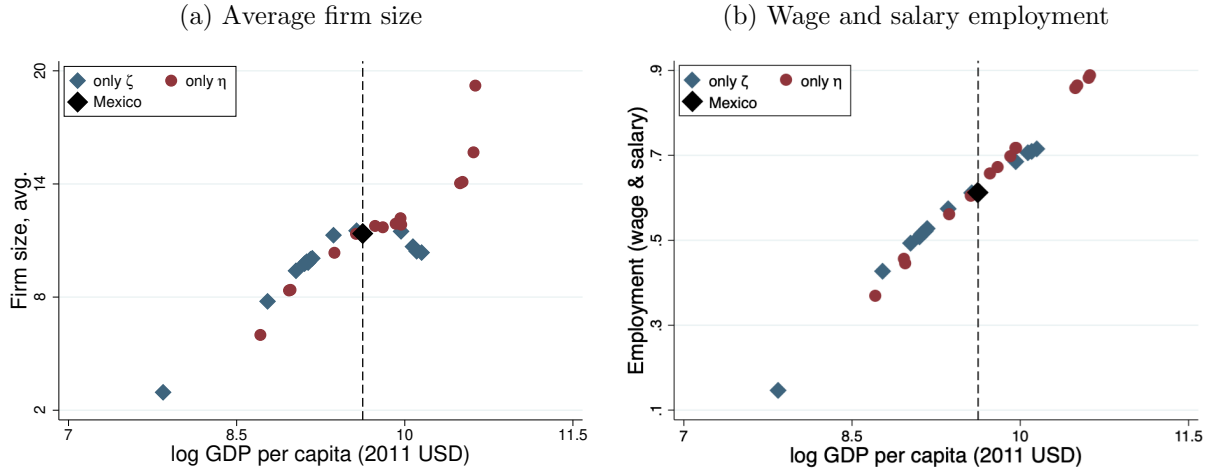 (a) Average firm size
only ζ
only η
Mexico
Firm size, avg.
20
14
8
2
7
8.5
10
11.5
log GDP per capita (2011 USD)
(b) Wage and salary employment
only ζ
only η
Mexico
Employment (wage & salary)
.9
.7
.5
.3
.1
7
8.5
10
11.5
log GDP per capita (2011 USD)